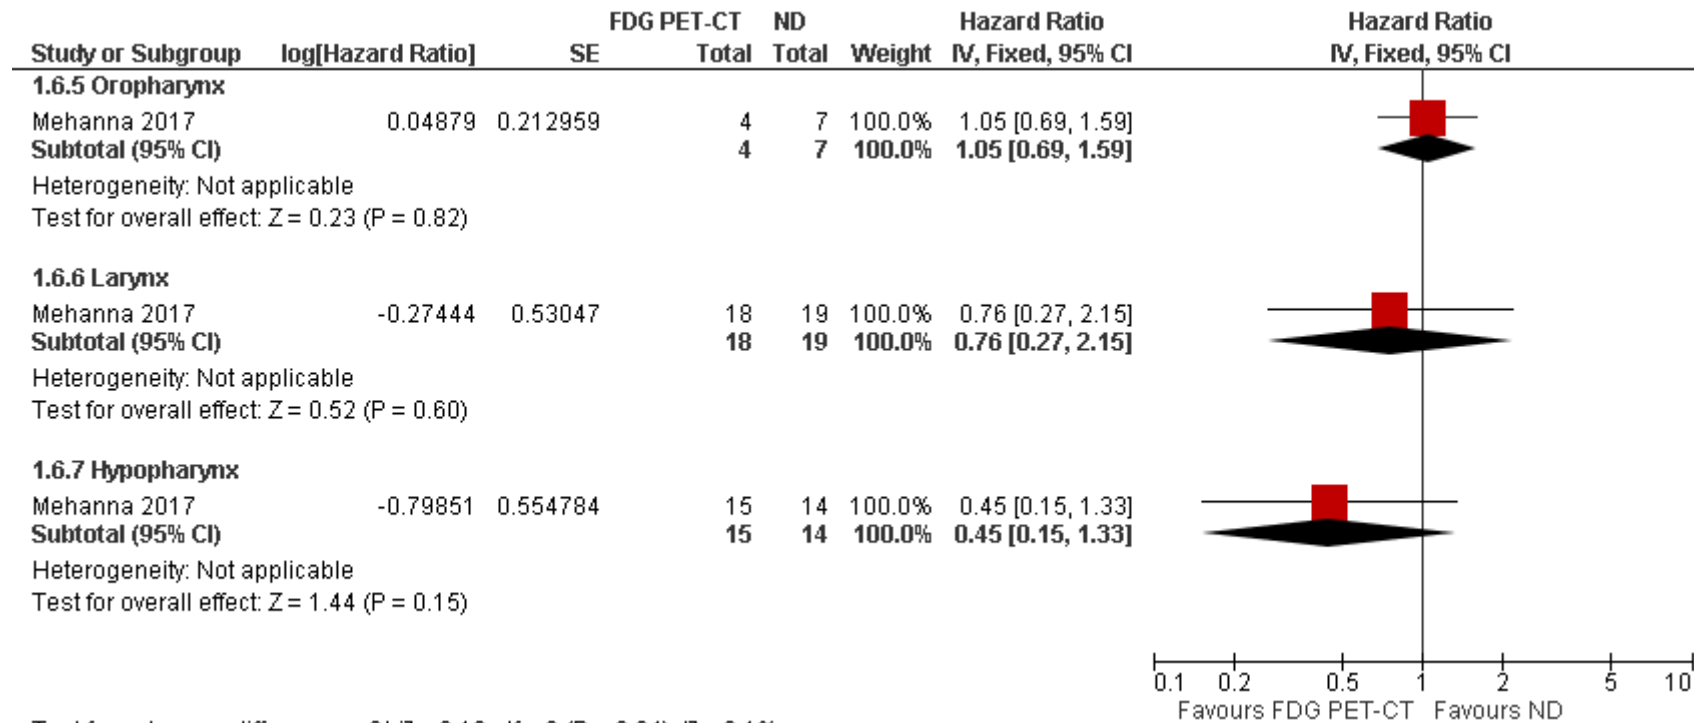 FDG PET-CT ND Hazard Ratio Hazard Ratio
Study or Subgroup log[Hazard Ratio] SE Total Total Weight IV, Fixed, 95% CI IV, Fixed, 95% CI
1.6.5 Oropharynx
Mehanna 2017 0.04879 0.212959 4 7 100.0% 1.05 [0.69, 1.59]
Subtotal (95% CI) 4 7 100.0% 1.05 [0.69, 1.59]
Heterogeneity: Not applicable
Test for overall effect: Z = 0.23 (P = 0.82)
1.6.6 Larynx
Mehanna 2017 -0.27444 0.53047 18 19 100.0% 0.76 [0.27, 2.15]
Subtotal (95% CI) 18 19 100.0% 0.76 [0.27, 2.15]
Heterogeneity: Not applicable
Test for overall effect: Z = 0.52 (P = 0.60)
1.6.7 Hypopharynx
Mehanna 2017 -0.79851 0.554784 15 14 100.0% 0.45 [0.15, 1.33]
Subtotal (95% CI) 15 14 100.0% 0.45 [0.15, 1.33]
Heterogeneity: Not applicable
Test for overall effect: Z = 1.44 (P = 0.15)
0.1 0.2 0.5 1 2 5 10
Favours FDG PET-CT Favours ND